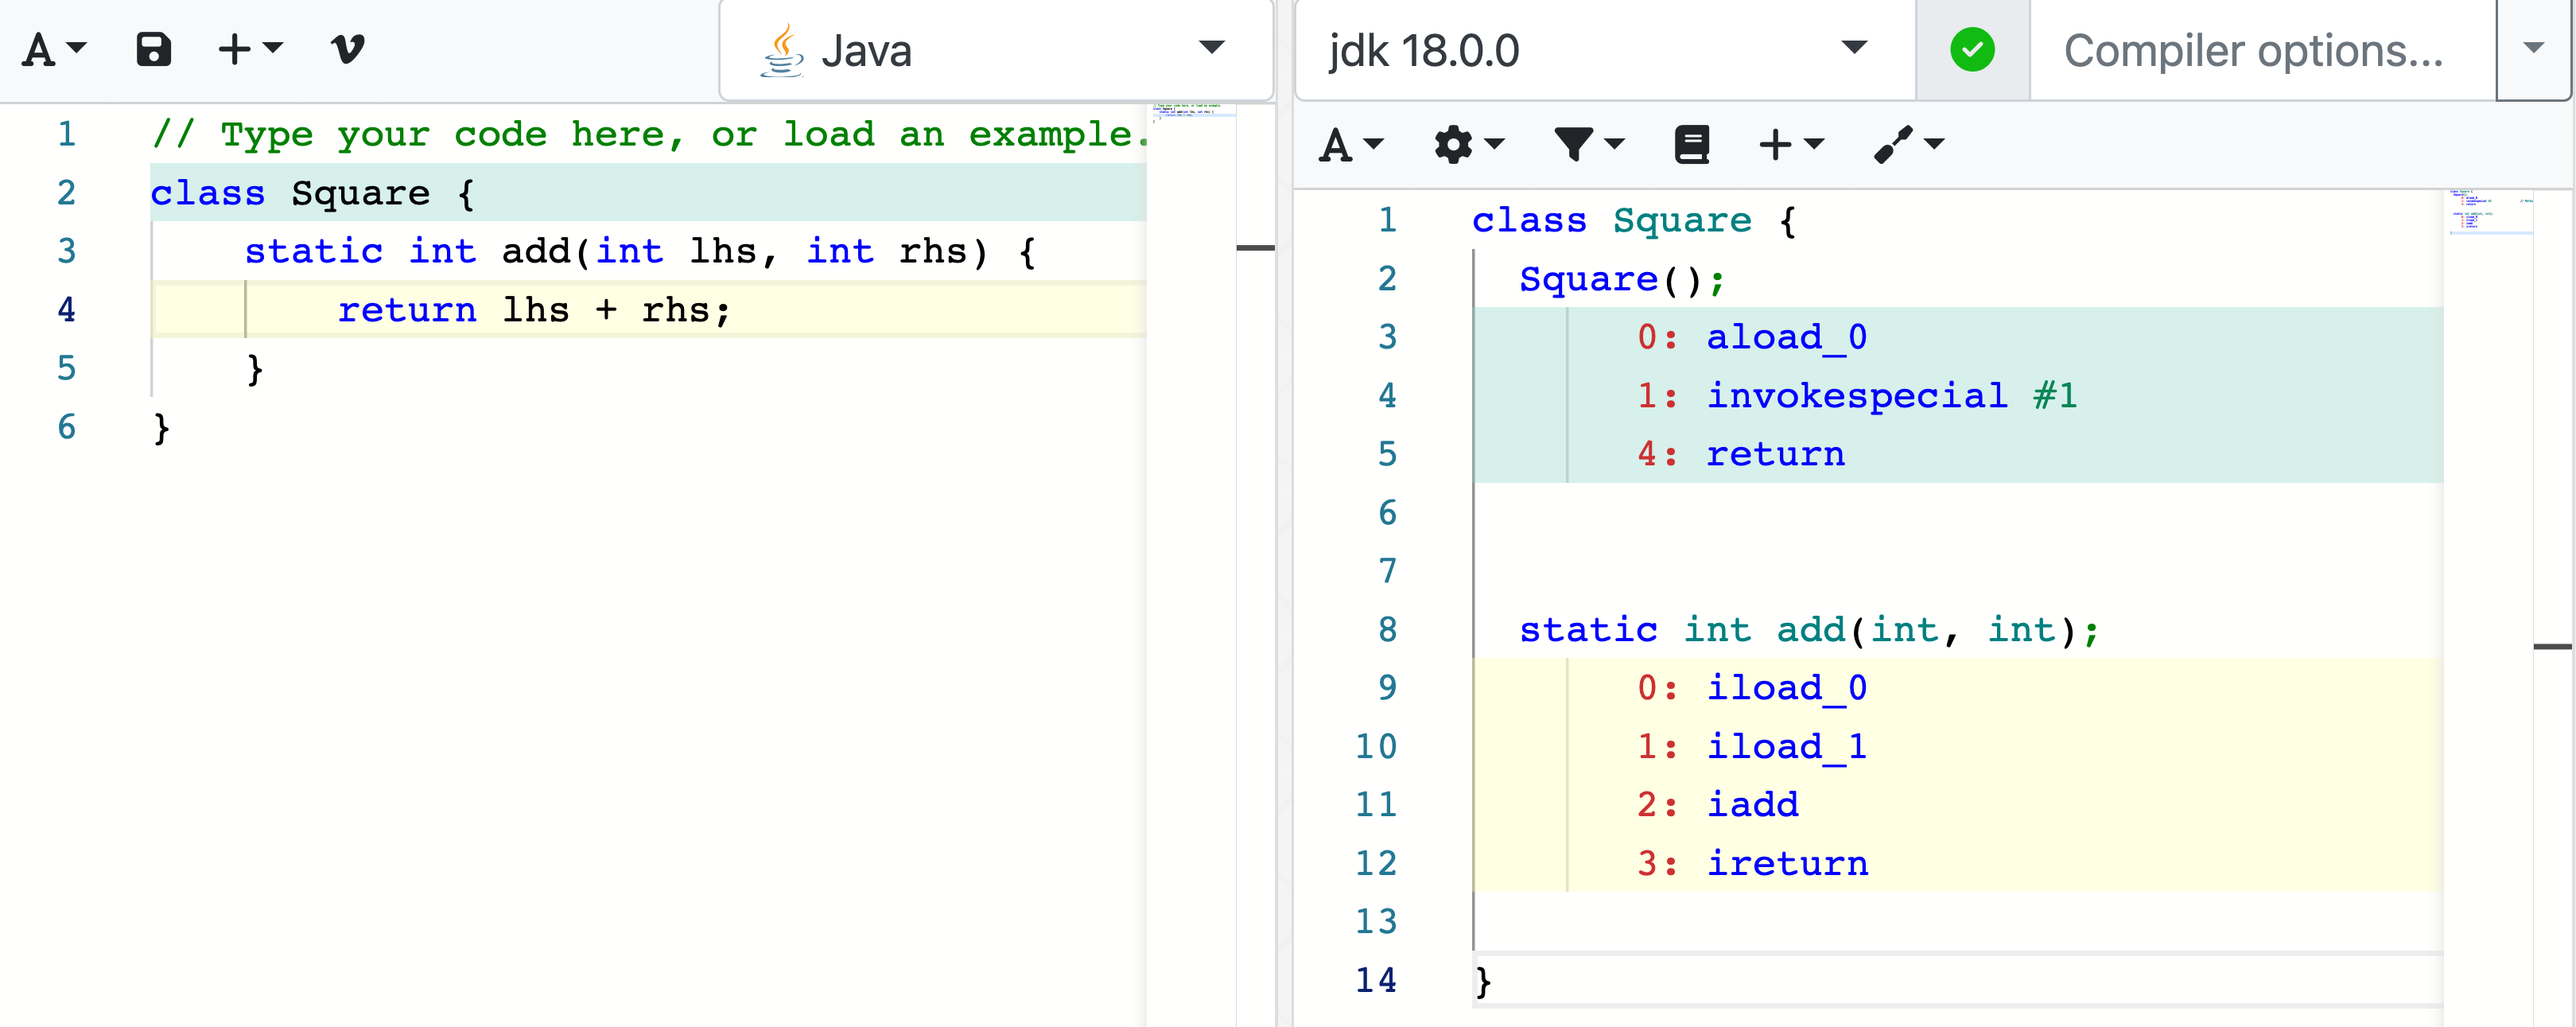 A
+
Java
1 // Type your code here, or load an example.
2 class Square {
3     static int add(int lhs, int rhs) {
4         return lhs + rhs;
5     }
6 }
jdk 18.0.0
Compiler options...
A
+
1 class Square {
2   Square();
3        0: aload_0
4        1: invokespecial #1
5        4: return
6
7
8   static int add(int, int);
9        0: iload_0
10       1: iload_1
11       2: iadd
12       3: ireturn
13
14 }